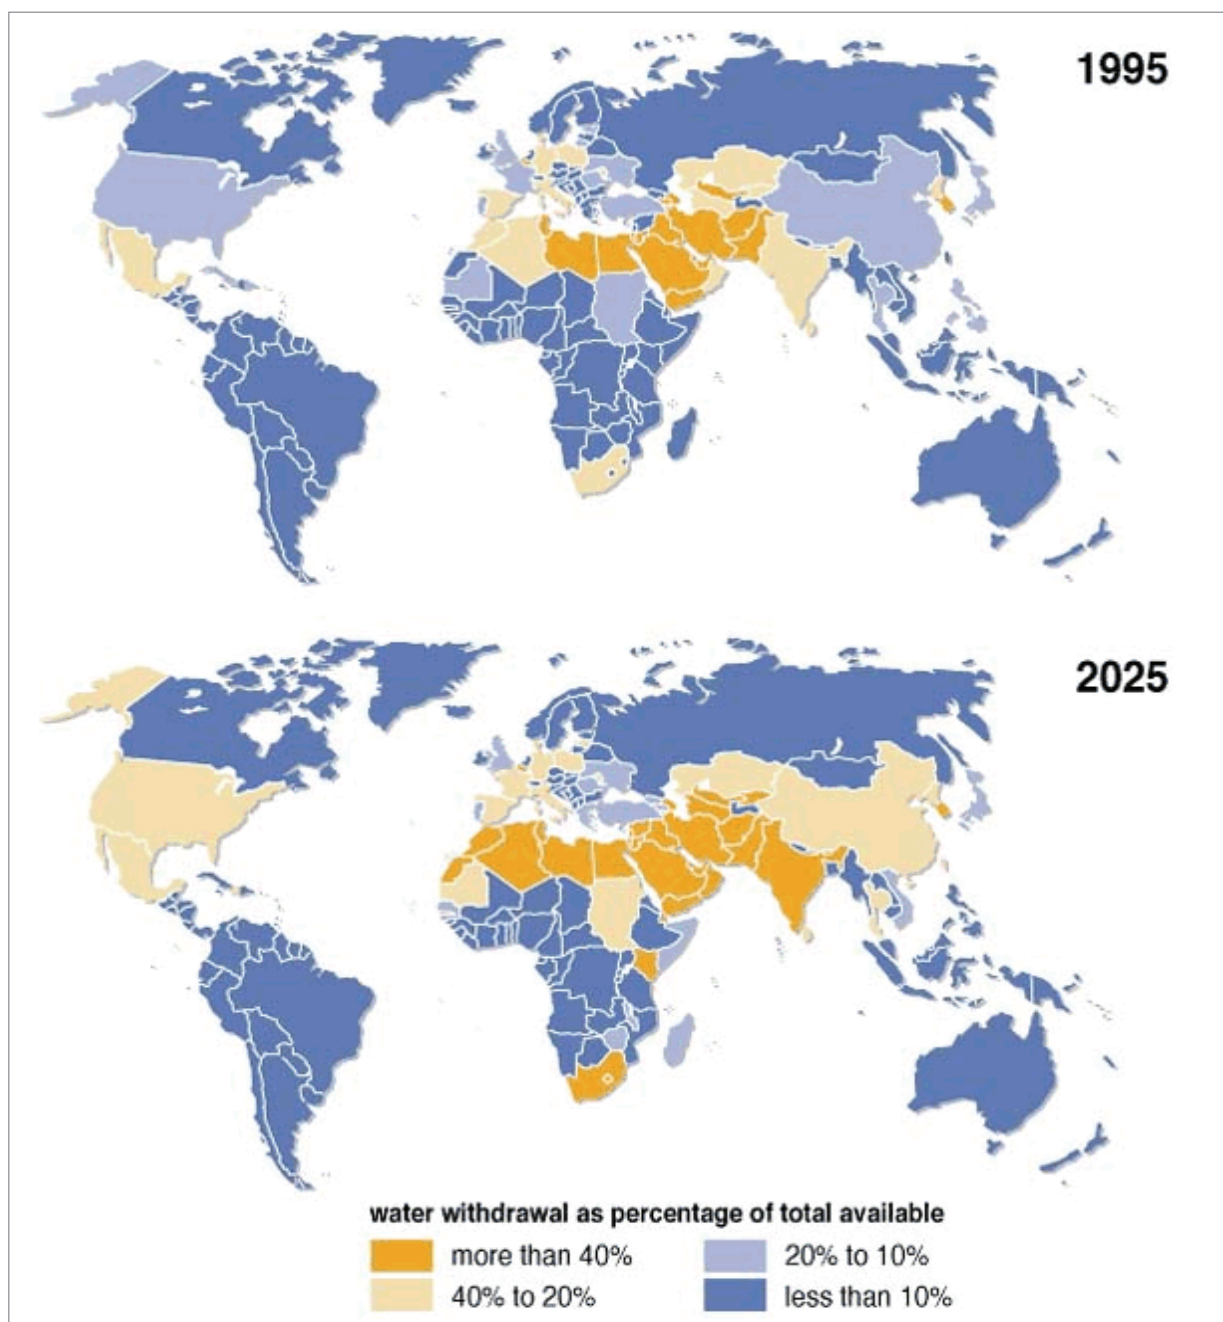 1995
2025
water withdrawal as percentage of total available
more than 40%
20% to 10%
40% to 20%
less than 10%